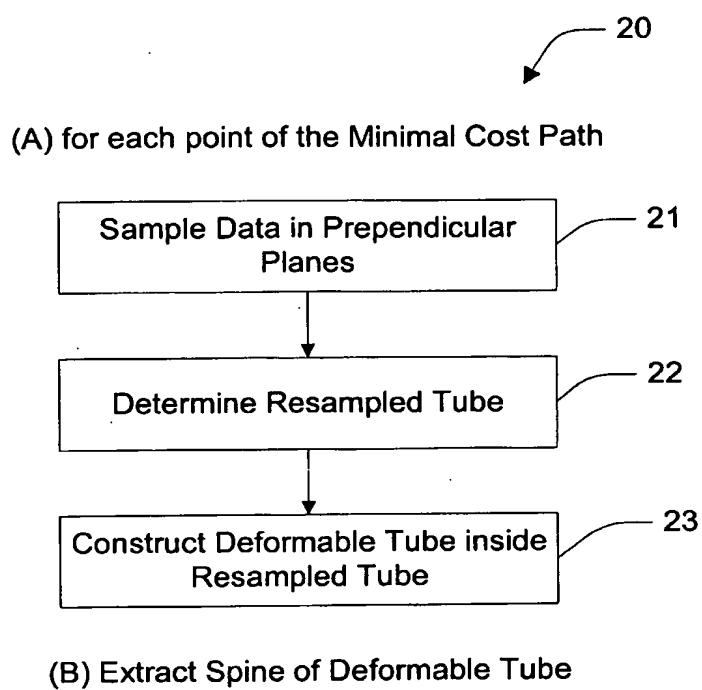 20
(A) for each point of the Minimal Cost Path
Sample Data in Prependicular
Planes
21
Determine Resampled Tube
22
Construct Deformable Tube inside
Resampled Tube
23
(B) Extract Spine of Deformable Tube